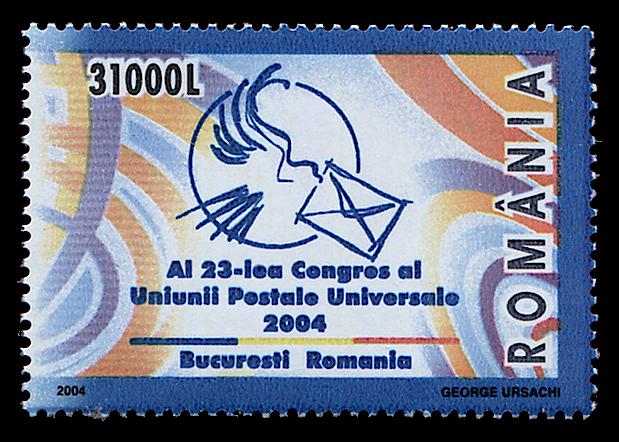 31000L
ROMÂNIA
Al 23-lea Congres al
Uniunii Postale Universale
2004
Bucuresti Romania
2004
GEORGE URSACHI